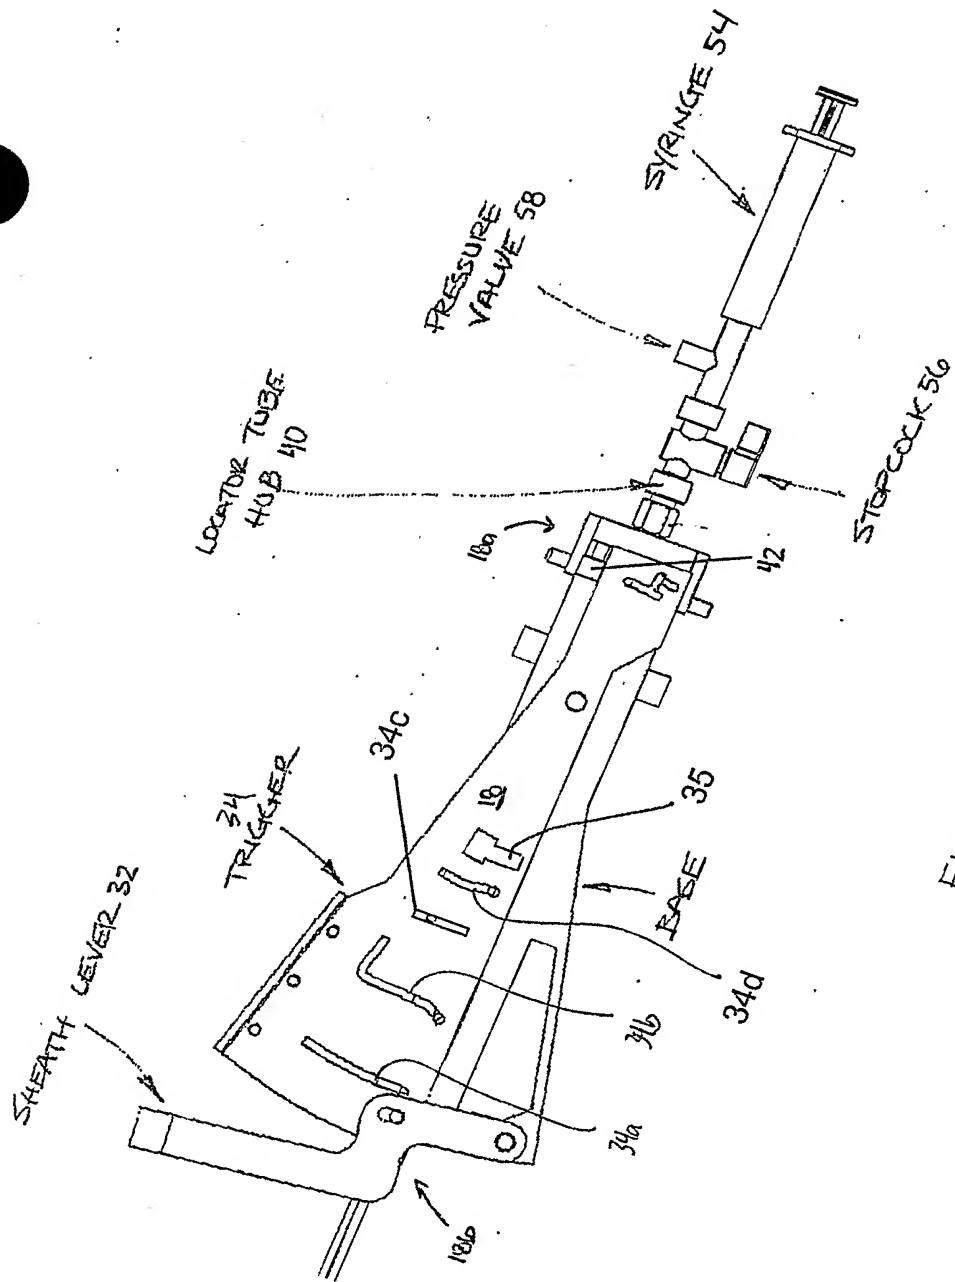 SYRINGE 54
PRESSURE
VALVE 58
LOCATOR TUBE
HUB 40
STOPCOCK 56
18a
42
34c
34
TRIGGER
18
35
SHEATH LEVER 32
BASE
34d
34b
34a
18b